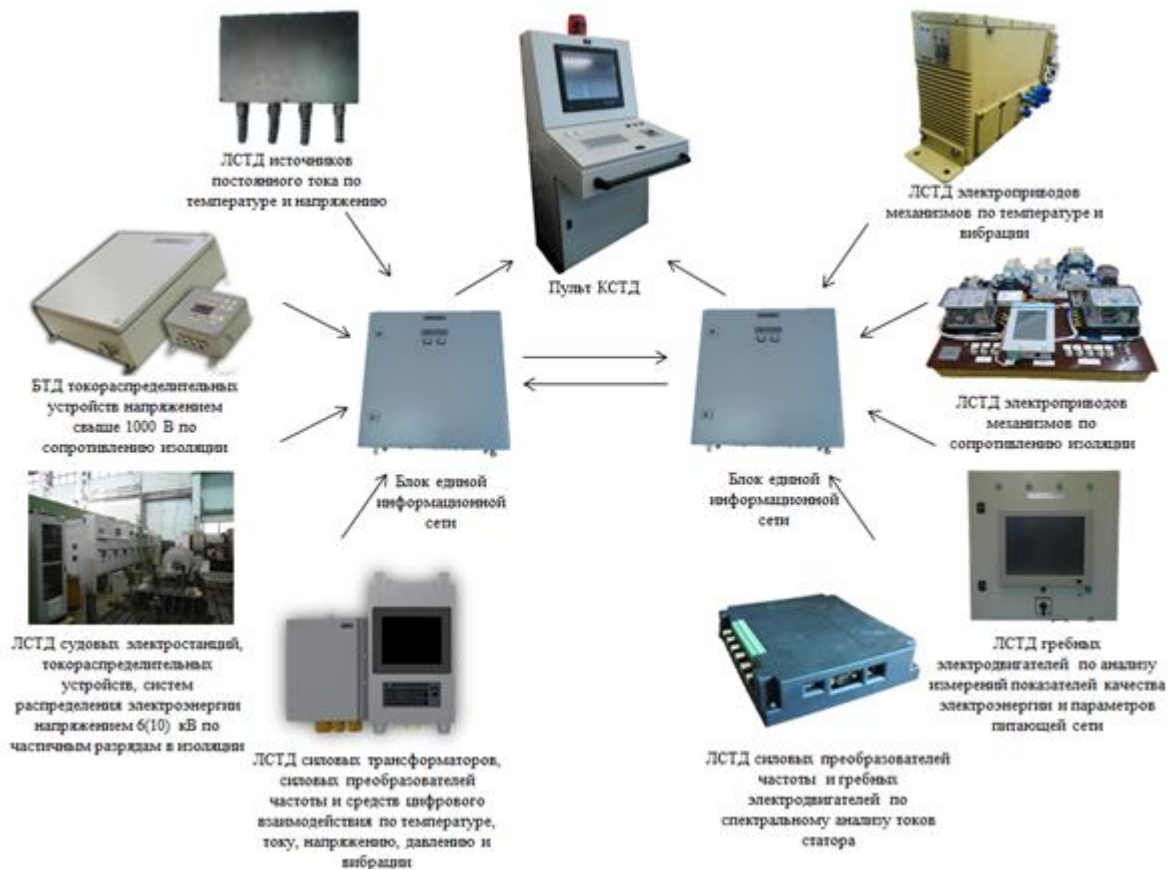 ЛСТД источников
постоянного тока по
температуре и напряжению
Пульт КСТД
ЛСТД электроприводов
механизмов по температуре и
вибрации
БТД токораспределительных
устройств напряжением
свыше 1000 В по
сопротивлению изоляции
ЛСТД электроприводов
механизмов по
сопротивлению изоляции
Блок единой
информационной
сети
Блок единой
информационной
сети
ЛСТД судовых электростанций,
токораспределительных
устройств, систем
распределения электроэнергии
напряжением 6(10) кВ по
частичным разрядам в изоляции
ЛСТД силовых трансформаторов,
силовых преобразователей
частоты и средств цифрового
взаимодействия по температуре,
току, напряжению, давлению и
вибрации
ЛСТД силовых преобразователей
частоты и гребных
электродвигателей по
спектральному анализу токов
статора
ЛСТД гребных
электродвигателей по анализу
измерений показателей качества
электроэнергии и параметров
питающей сети